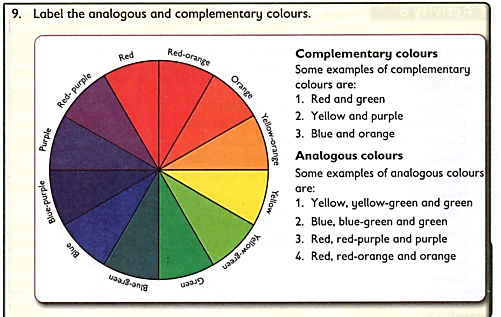 9. Label the analogous and complementary colours.
Red
Red-orange
Orange
Yellow-orange
Yellow
Yellow-green
Green
Blue-green
Blue
Blue-purple
Purple
Red- purple
Complementary colours
Some examples of complementary
colours are:
1. Red and green
2. Yellow and purple
3. Blue and orange
Analogous colours
Some examples of analogous colours
are:
1. Yellow, yellow-green and green
2. Blue, blue-green and green
3. Red, red-purple and purple
4. Red, red-orange and orange